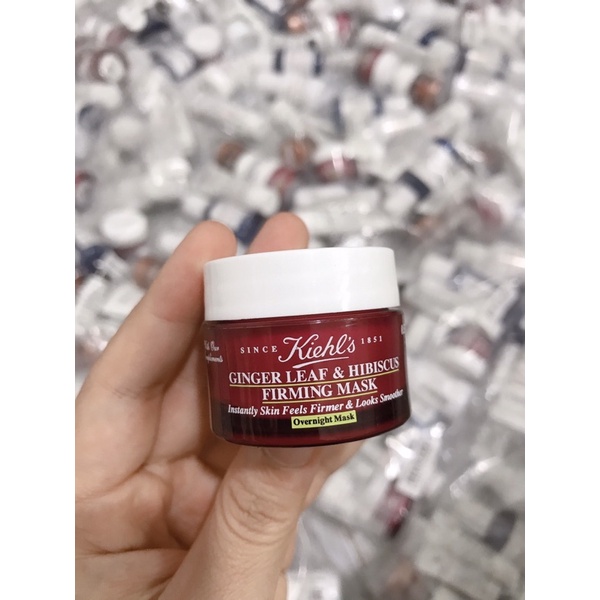 SINCE Kiehl's 1851
GINGER LEAF & HIBISCUS
FIRMING MASK
Instantly Skin Feels Firmer & Looks Smoother
Overnight Mask